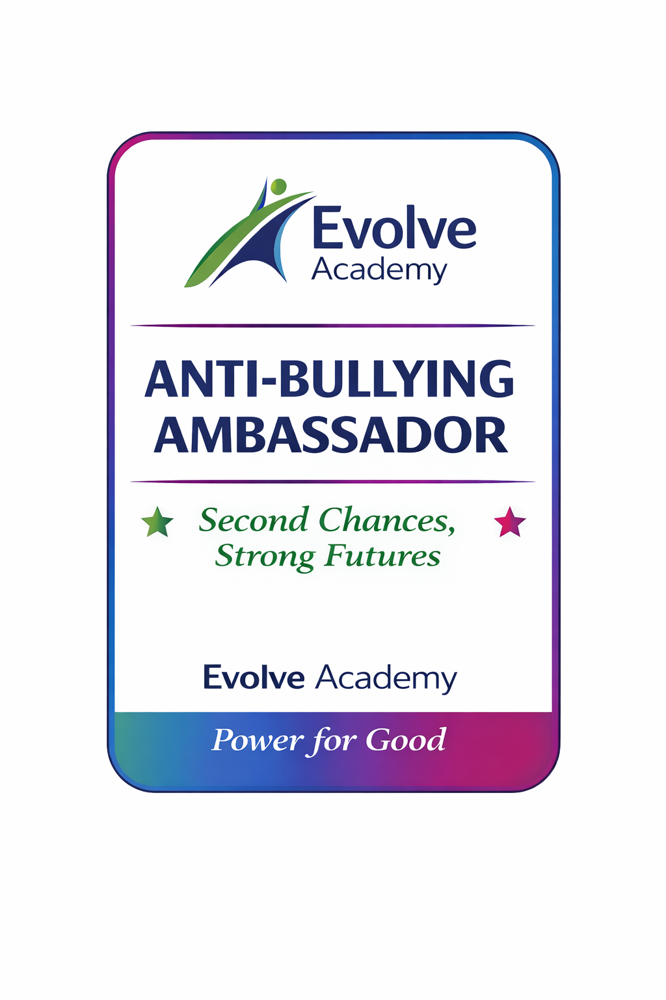 Evolve
Academy
ANTI-BULLYING
AMBASSADOR
Second Chances,
Strong Futures
Evolve Academy
Power for Good